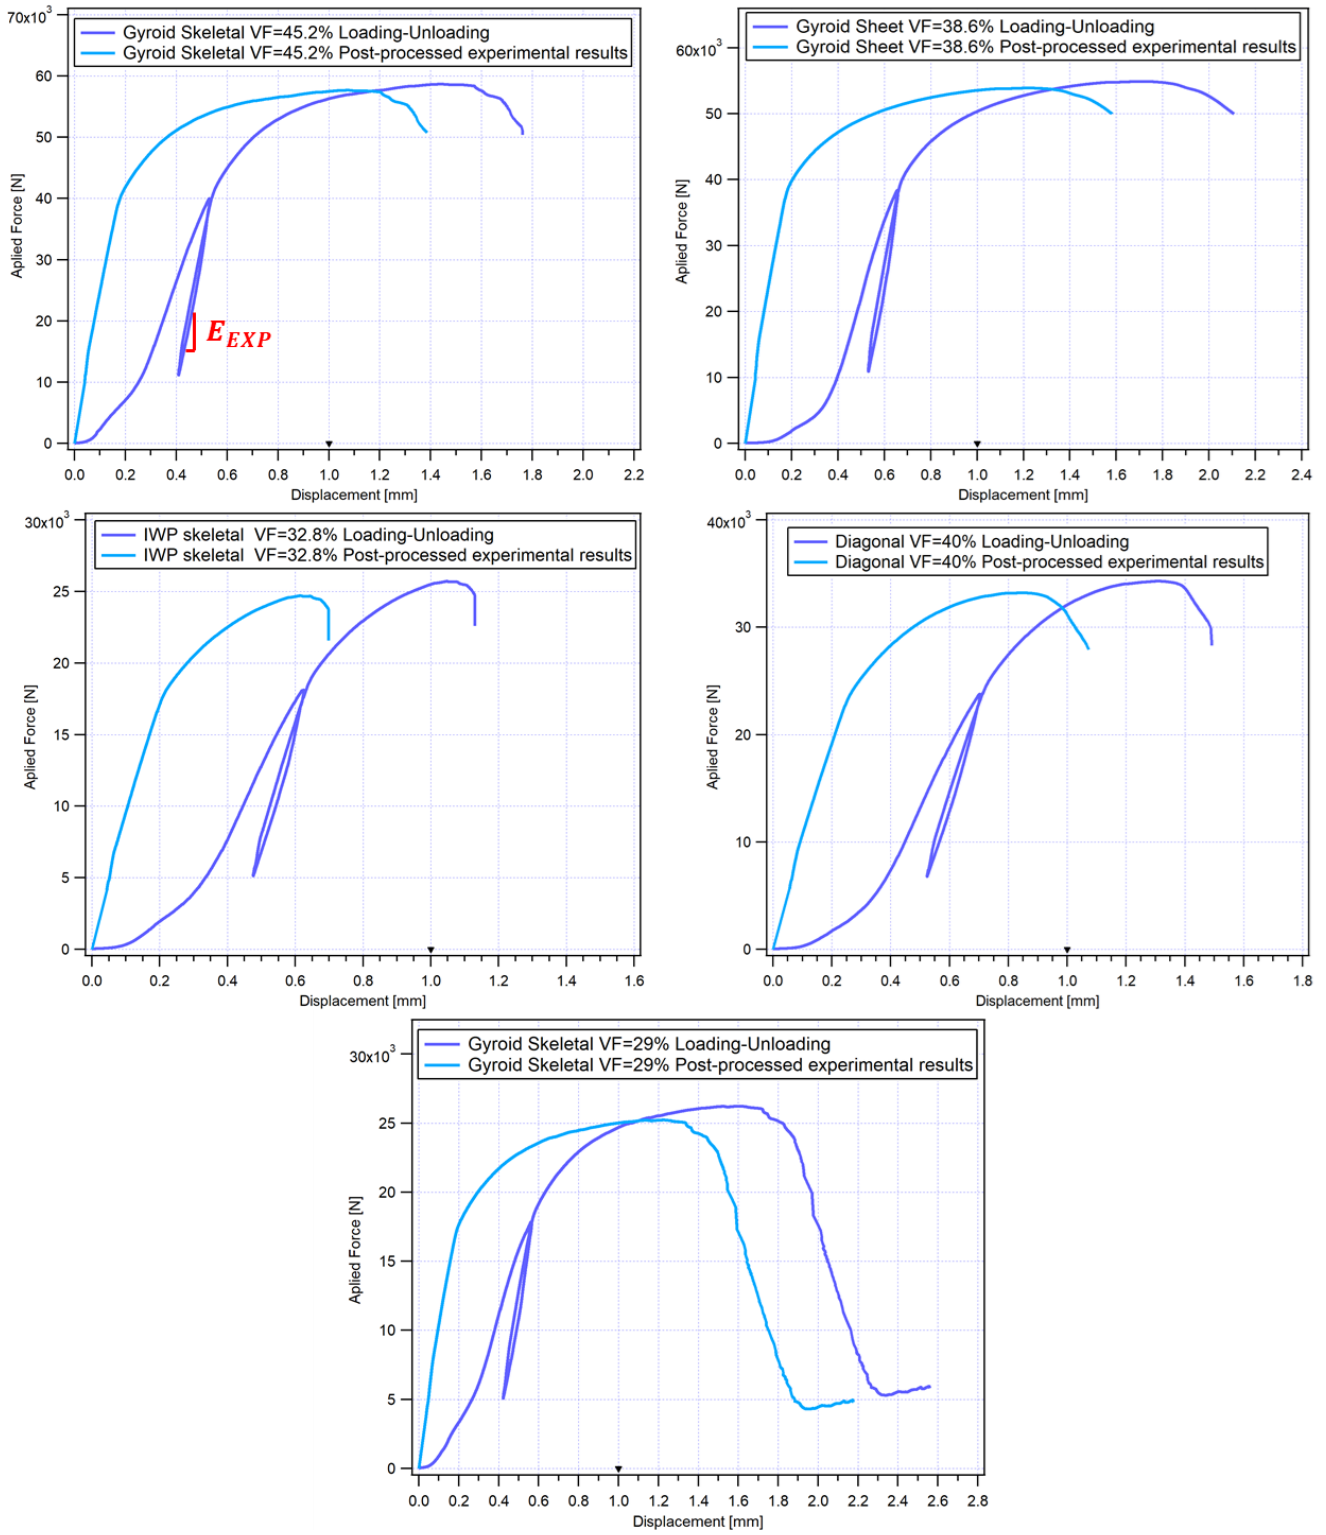 70x10³
Gyroid Skeletal VF=45.2% Loading-Unloading
Gyroid Skeletal VF=45.2% Post-processed experimental results
60
50
40
30
20
10
0
Aplied Force [N]
E_EXP
0.0 0.2 0.4 0.6 0.8 1.0 1.2 1.4 1.6 1.8 2.0 2.2
Displacement [mm]
Gyroid Sheet VF=38.6% Loading-Unloading
Gyroid Sheet VF=38.6% Post-processed experimental results
60x10³
50
40
30
20
10
0
Aplied Force [N]
0.0 0.2 0.4 0.6 0.8 1.0 1.2 1.4 1.6 1.8 2.0 2.2 2.4
Displacement [mm]
30x10³
IWP skeletal VF=32.8% Loading-Unloading
IWP skeletal VF=32.8% Post-processed experimental results
25
20
15
10
5
0
Aplied Force [N]
0.0 0.2 0.4 0.6 0.8 1.0 1.2 1.4 1.6
Displacement [mm]
40x10³
Diagonal VF=40% Loading-Unloading
Diagonal VF=40% Post-processed experimental results
30
20
10
0
Aplied Force [N]
0.0 0.2 0.4 0.6 0.8 1.0 1.2 1.4 1.6 1.8
Displacement [mm]
Gyroid Skeletal VF=29% Loading-Unloading
Gyroid Skeletal VF=29% Post-processed experimental results
30x10³
25
20
15
10
5
0
Aplied Force [N]
0.0 0.2 0.4 0.6 0.8 1.0 1.2 1.4 1.6 1.8 2.0 2.2 2.4 2.6 2.8
Displacement [mm]